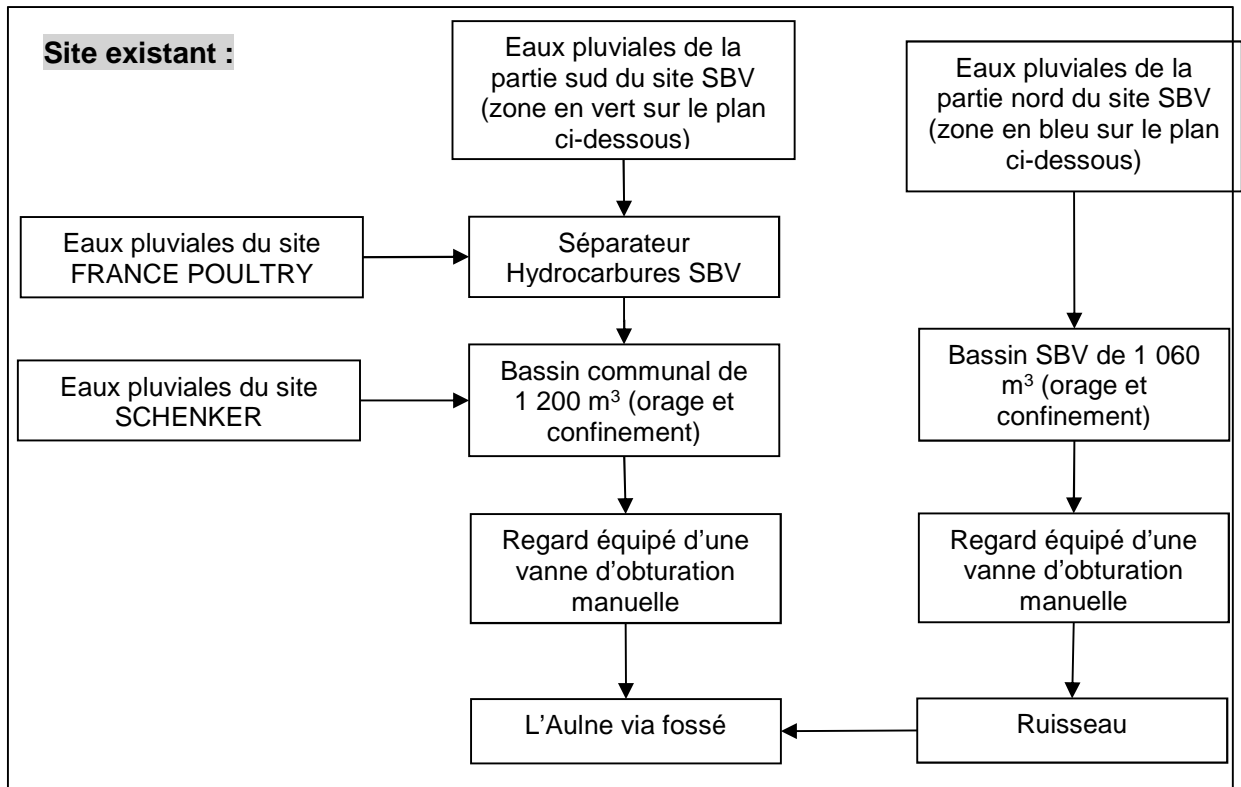 Site existant :
Eaux pluviales de la
partie sud du site SBV
(zone en vert sur le plan
ci-dessous)
Eaux pluviales de la
partie nord du site SBV
(zone en bleu sur le plan
ci-dessous)
Eaux pluviales du site
FRANCE POULTRY
Séparateur
Hydrocarbures SBV
Eaux pluviales du site
SCHENKER
Bassin communal de
1 200 m³ (orage et
confinement)
Bassin SBV de 1 060
m³ (orage et
confinement)
Regard équipé d’une
vanne d’obturation
manuelle
Regard équipé d’une
vanne d’obturation
manuelle
L’Aulne via fossé
Ruisseau